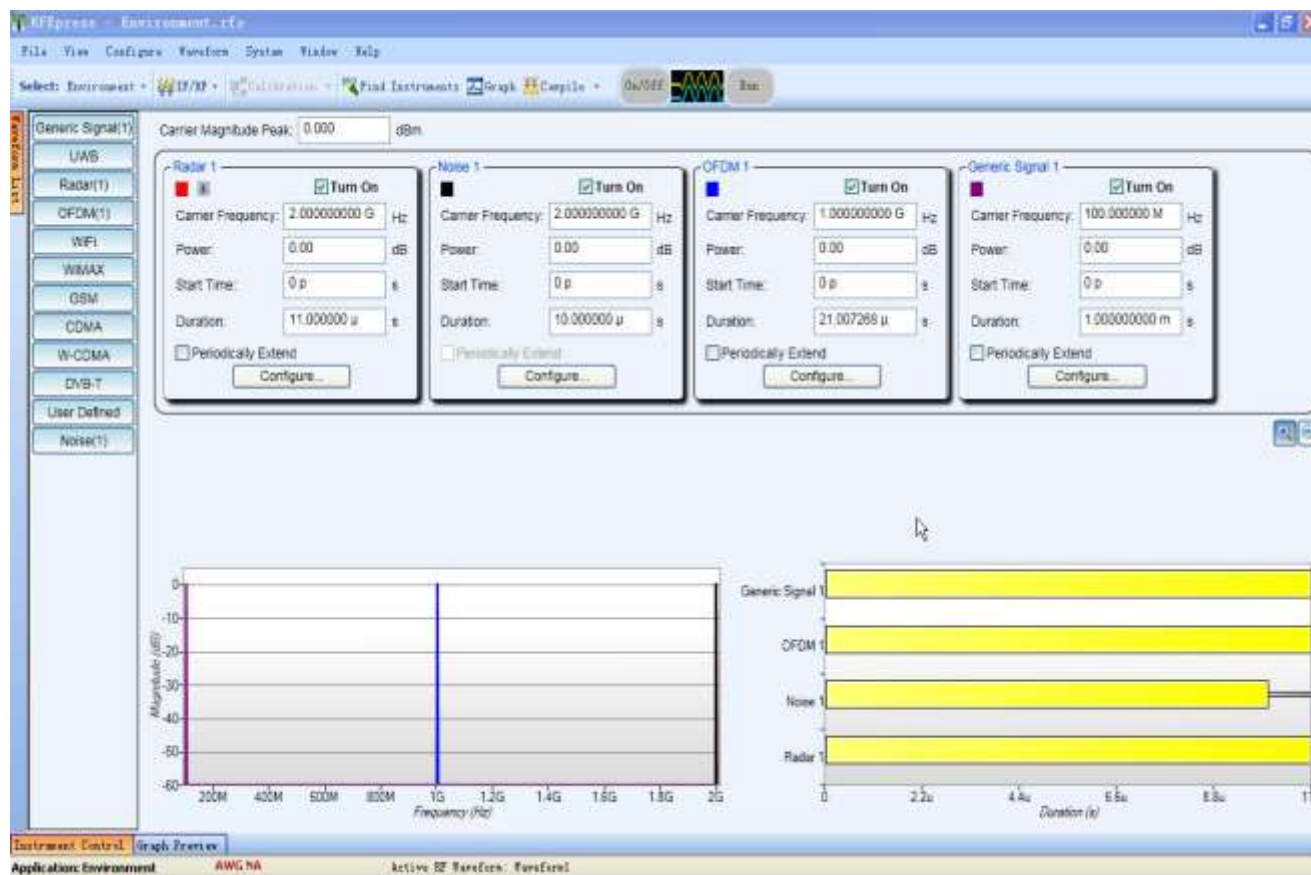 RFXpress - Environment.rfs
File View Configure Waveform System Window Help
Select: Environment IF/RF Calibration Find Instruments Graph Compile On/Off Run
Waveform List
Generic Signal(1)
UWB
Radar(1)
OFDM(1)
WiFi
WiMAX
GSM
CDMA
W-CDMA
DVB-T
User Defined
Noise(1)
Carrier Magnitude Peak: 0.000 dBm
Radar 1
Turn On
Carrier Frequency: 2.000000000 G Hz
Power: 0.00 dB
Start Time: 0 p s
Duration: 11.000000 µ s
Periodically Extend
Configure...
Noise 1
Turn On
Carrier Frequency: 2.000000000 G Hz
Power: 0.00 dB
Start Time: 0 p s
Duration: 10.000000 µ s
Periodically Extend
Configure...
OFDM 1
Turn On
Carrier Frequency: 1.000000000 G Hz
Power: 0.00 dB
Start Time: 0 p s
Duration: 21.007268 µ s
Periodically Extend
Configure...
Generic Signal 1
Turn On
Carrier Frequency: 100.000000 M Hz
Power: 0.00 dB
Start Time: 0 p s
Duration: 1.000000000 m s
Periodically Extend
Configure...
Magnitude (dB)
0
-10
-20
-30
-40
-50
-60
200M 400M 600M 800M 1G 1.2G 1.4G 1.6G 1.8G 2G
Frequency (Hz)
Generic Signal 1
OFDM 1
Noise 1
Radar 1
0 2.2u 4.4u 6.6u 8.8u 11
Duration (s)
Instrument Control Graph Preview
Application: Environment AWG NA Active RF Waveform: Waveform1